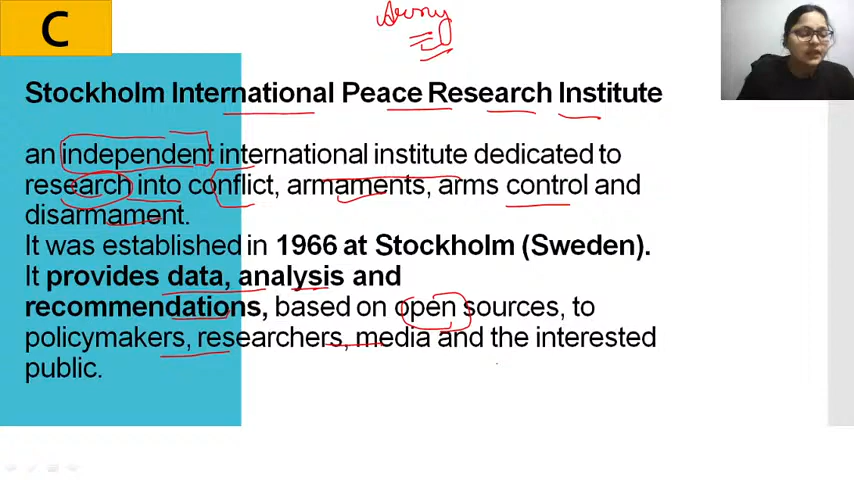 C
Stockholm International Peace Research Institute
an independent international institute dedicated to
research into conflict, armaments, arms control and
disarmament.
It was established in 1966 at Stockholm (Sweden).
It provides data, analysis and
recommendations, based on open sources, to
policymakers, researchers, media and the interested
public.